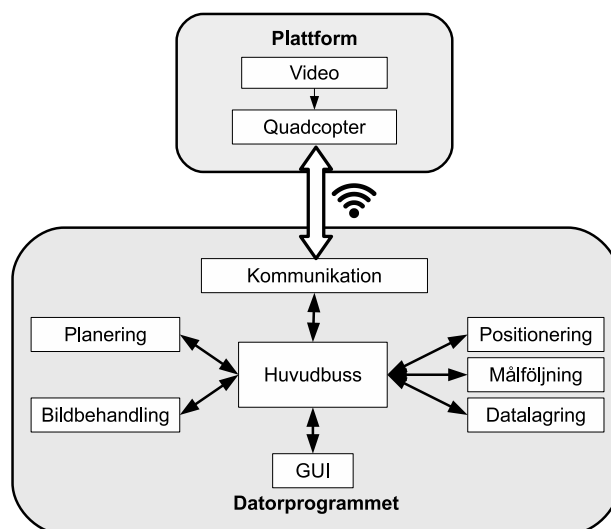 Plattform
Video
Quadcopter
Kommunikation
Planering
Positionering
Huvudbuss
Målföljning
Bildbehandling
Datalagring
GUI
Datorprogrammet